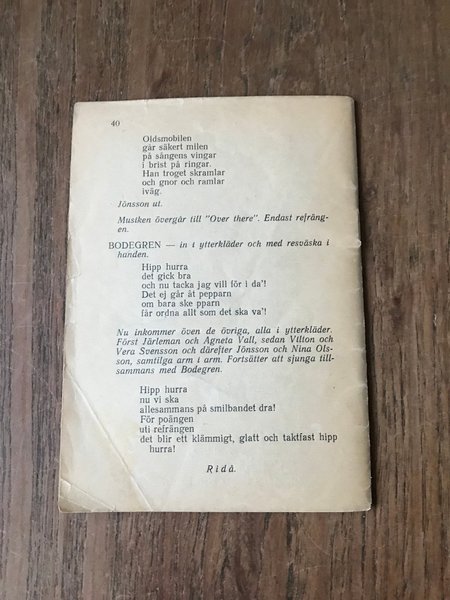 40
Oldsmobilen
går säkert milen
på sångens vingar
i brist på ringar.
Han troget skramlar
och gnor och ramlar
iväg.
Jönsson ut.
Musiken övergår till "Over there". Endast refräng-
en.
BODEGREN — in i ytterkläder och med resväska i
handen.
Hipp hurra
det gick bra
och nu tacka jag vill för i da'!
Det ej går åt pepparn
om bara ske pparn
får ordna allt som det ska va'!
Nu inkommer även de övriga, alla i ytterkläder.
Först Järleman och Agneta Vall, sedan Vilton och
Vera Svensson och därefter Jönsson och Nina Ols-
son, samtliga arm i arm. Fortsätter att sjunga till-
sammans med Bodegren.
Hipp hurra
nu vi ska
allesammans på smilbandet dra!
För poängen
uti refrängen
det blir ett klämmigt, glatt och taktfast hipp
hurra!
Ridå.